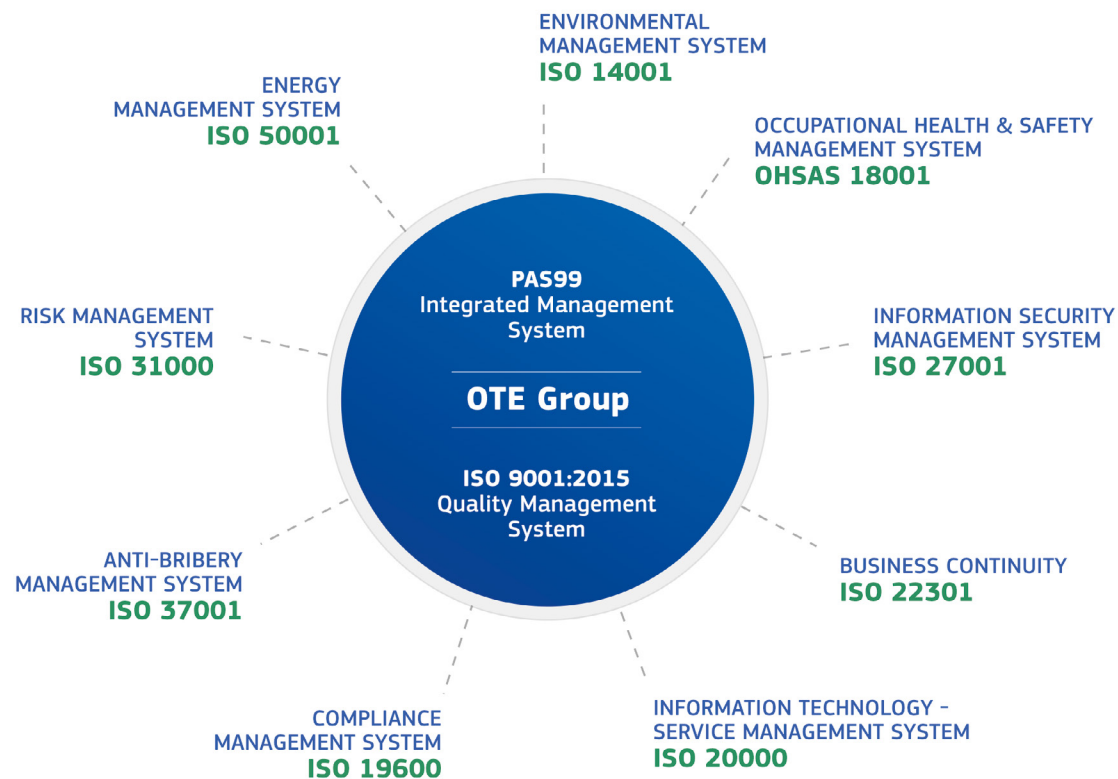 ENVIRONMENTAL
MANAGEMENT SYSTEM
ISO 14001
ENERGY
MANAGEMENT SYSTEM
ISO 50001
OCCUPATIONAL HEALTH & SAFETY
MANAGEMENT SYSTEM
OHSAS 18001
PAS99
Integrated Management
System
OTE Group
ISO 9001:2015
Quality Management
System
RISK MANAGEMENT
SYSTEM
ISO 31000
INFORMATION SECURITY
MANAGEMENT SYSTEM
ISO 27001
ANTI-BRIBERY
MANAGEMENT SYSTEM
ISO 37001
BUSINESS CONTINUITY
ISO 22301
COMPLIANCE
MANAGEMENT SYSTEM
ISO 19600
INFORMATION TECHNOLOGY -
SERVICE MANAGEMENT SYSTEM
ISO 20000